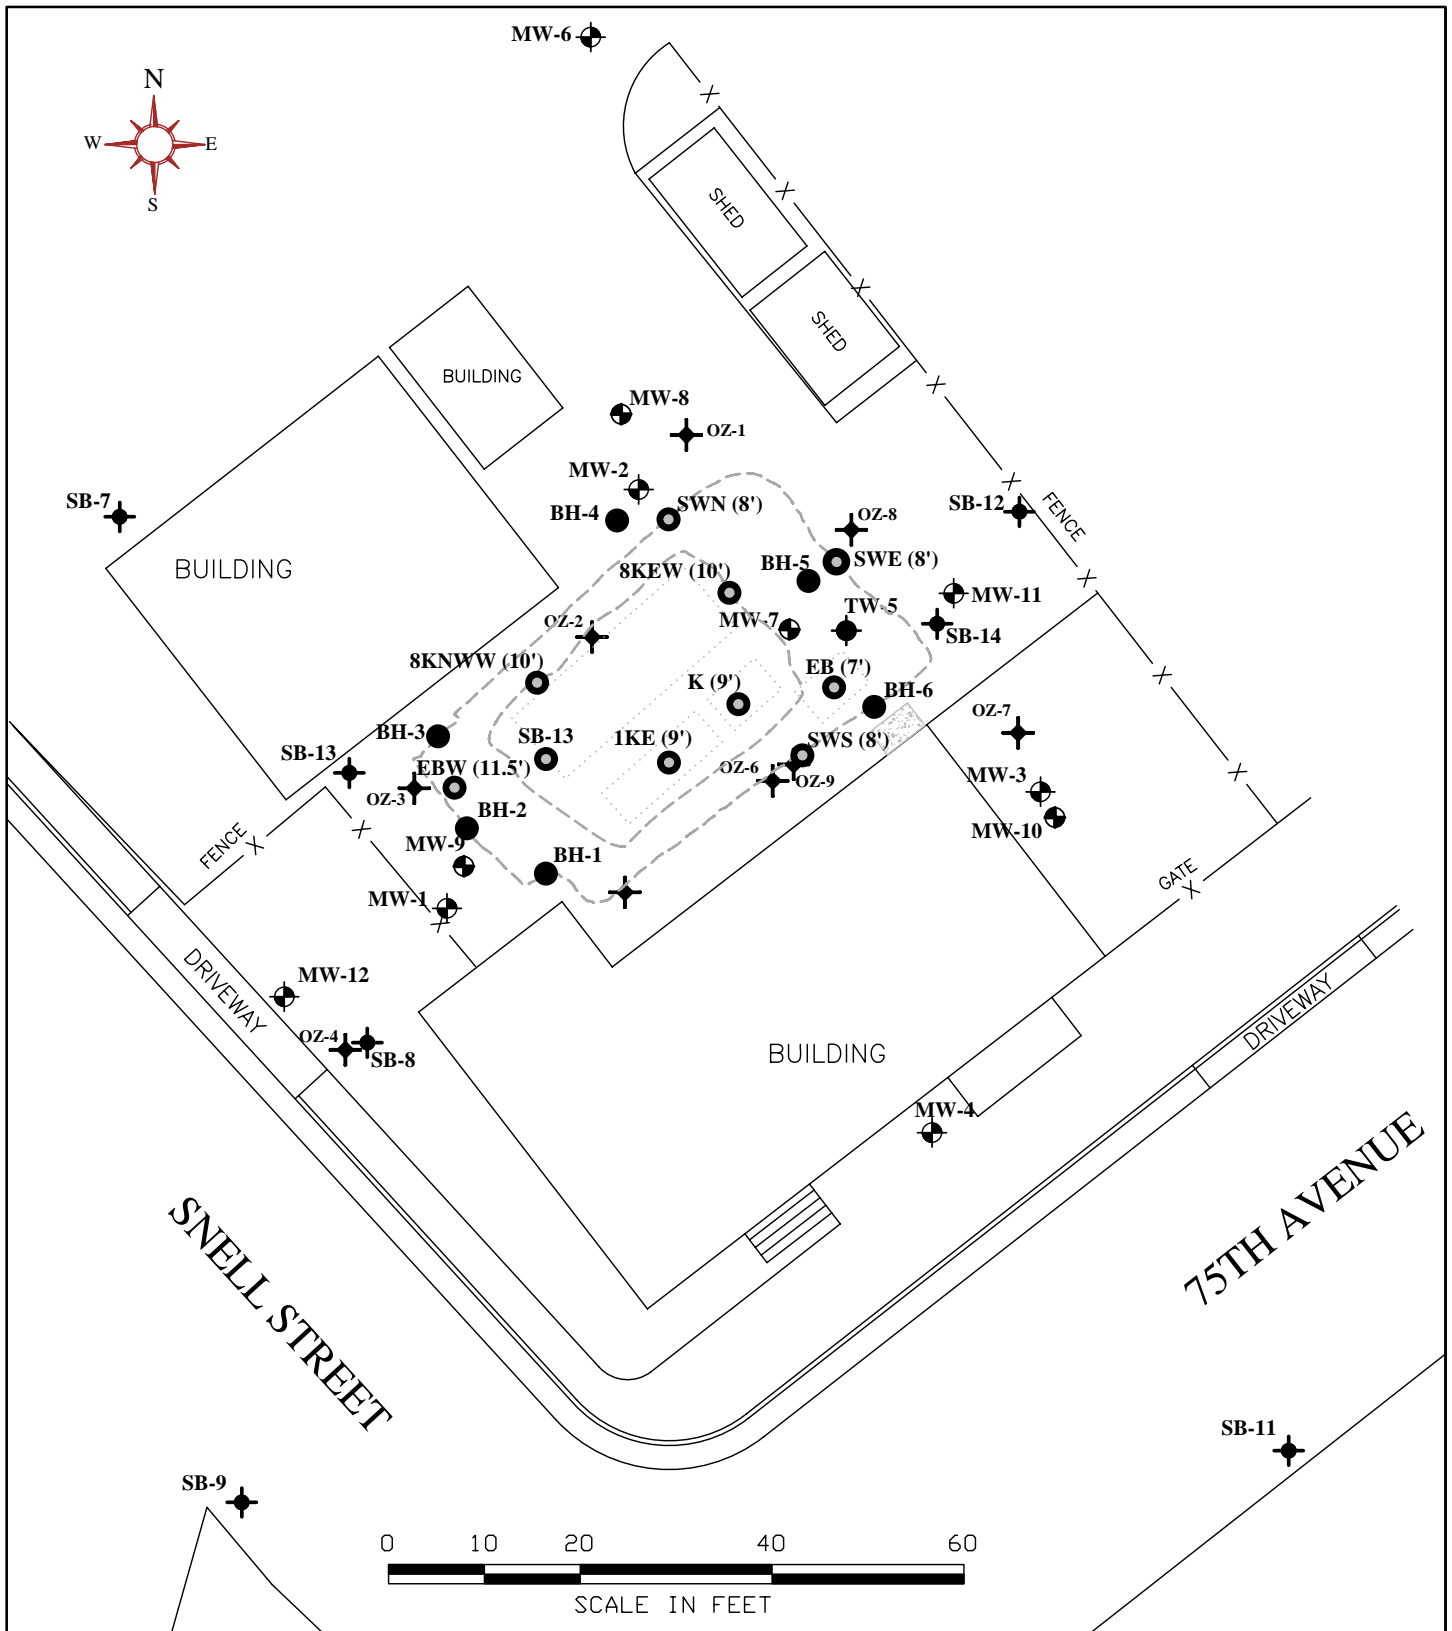 MW-6
N
W
E
S
X
X
SHED
SHED
X
BUILDING
X
MW-8
OZ-1
MW-2
X
SB-7
SWN (8')
SB-12
FENCE
BH-4
OZ-8
BUILDING
BH-5
SWE (8')
8KEW (10')
X
MW-11
TW-5
OZ-2
MW-7
SB-14
8KNWW (10')
EB (7')
X
K (9')
BH-6
OZ-7
BH-3
SB-13
1KE (9')
SWS (8')
SB-13
EBW (11.5')
OZ-6
OZ-9
X
MW-3
OZ-3
BH-2
MW-10
X
FENCE
X
MW-9
BH-1
GATE
X
MW-1
X
MW-12
DRIVEWAY
DRIVEWAY
OZ-4
SB-8
BUILDING
MW-4
SNELL STREET
75TH AVENUE
SB-11
SB-9
0 10 20 40 60
SCALE IN FEET